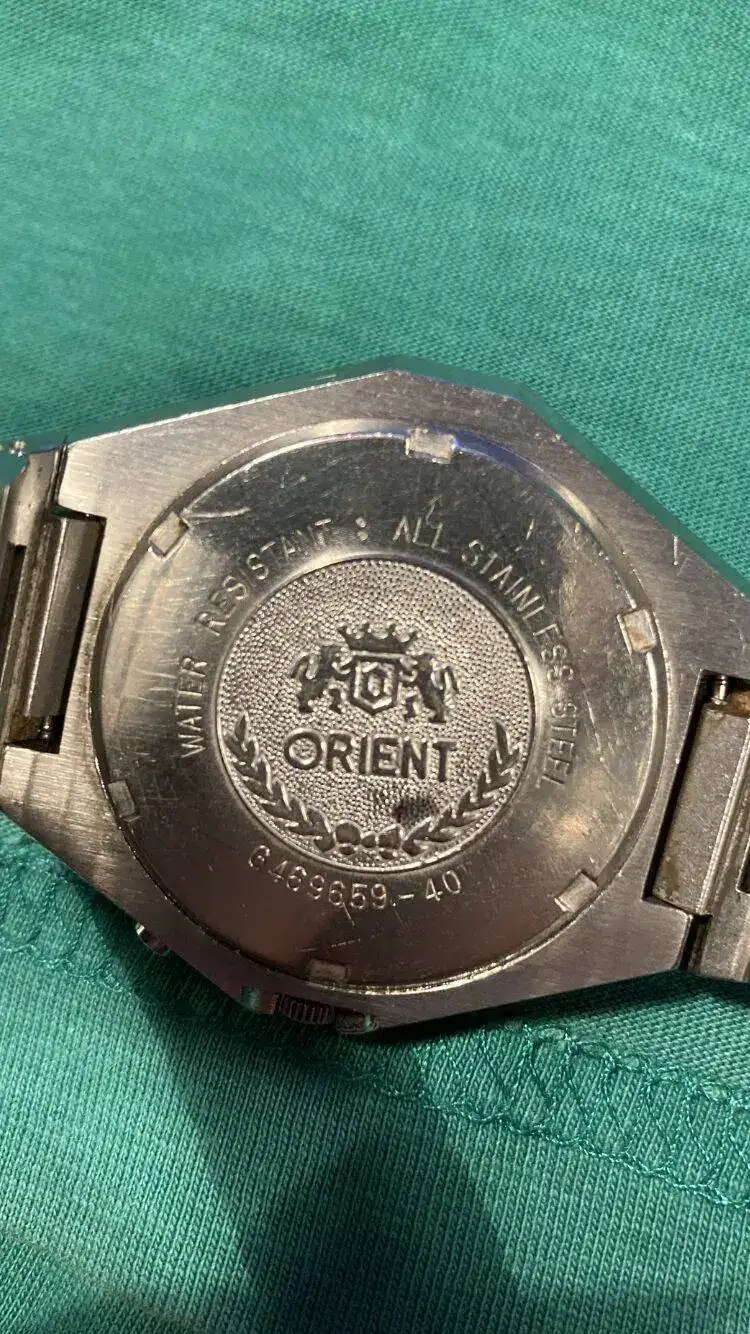 WATER RESISTANT : ALL STAINLESS STEEL
ORIENT
G469659-40